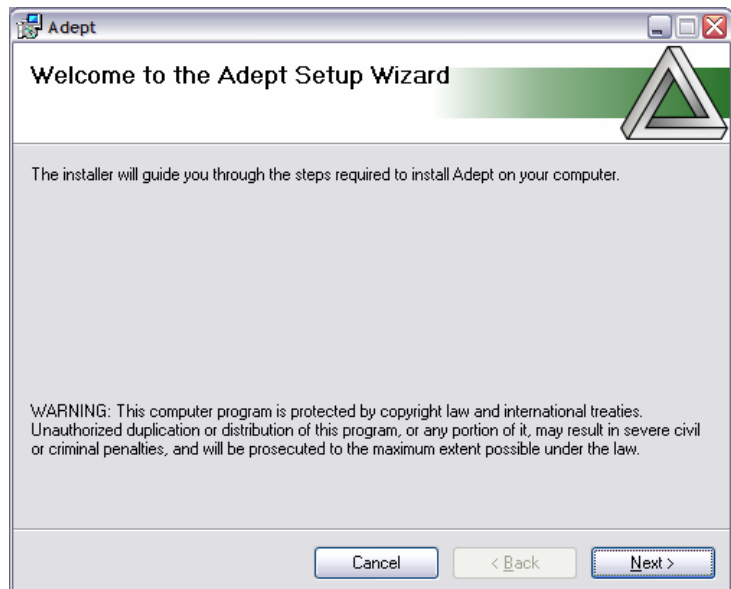 Adept
Welcome to the Adept Setup Wizard
The installer will guide you through the steps required to install Adept on your computer.
WARNING: This computer program is protected by copyright law and international treaties.
Unauthorized duplication or distribution of this program, or any portion of it, may result in severe civil
or criminal penalties, and will be prosecuted to the maximum extent possible under the law.
Cancel < Back Next >